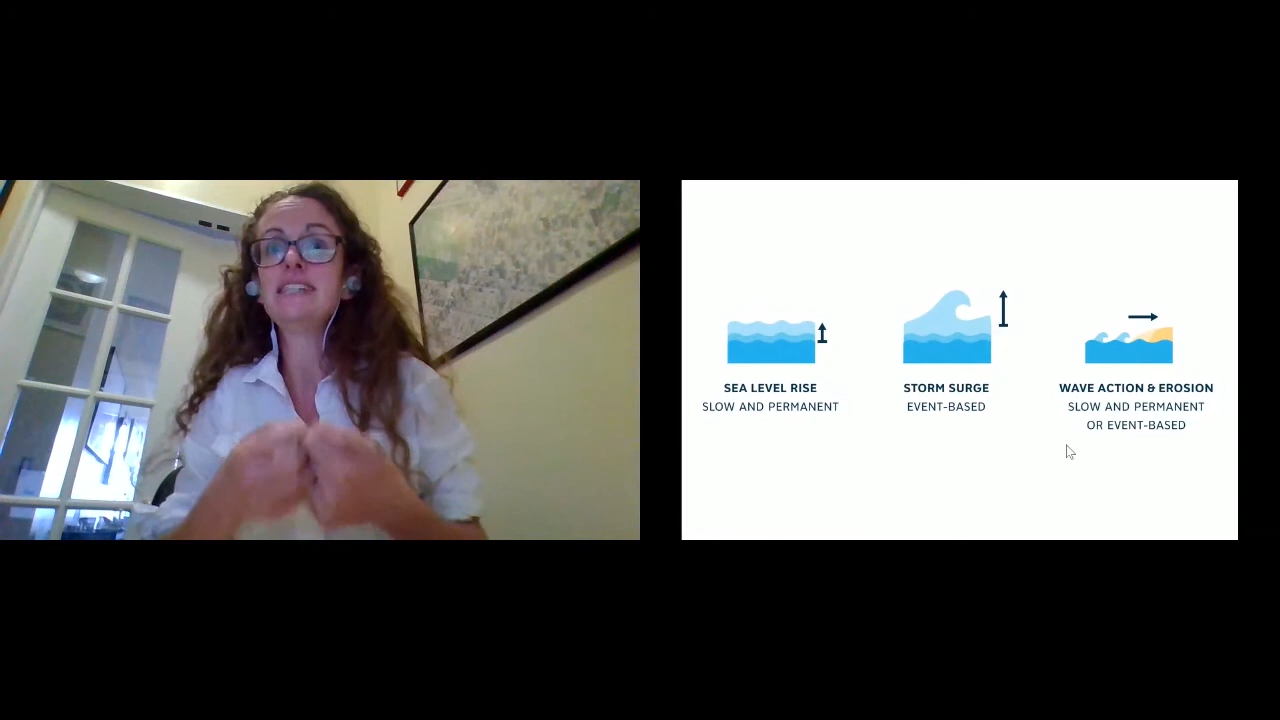 SEA LEVEL RISE
SLOW AND PERMANENT
STORM SURGE
EVENT-BASED
WAVE ACTION & EROSION
SLOW AND PERMANENT
OR EVENT-BASED